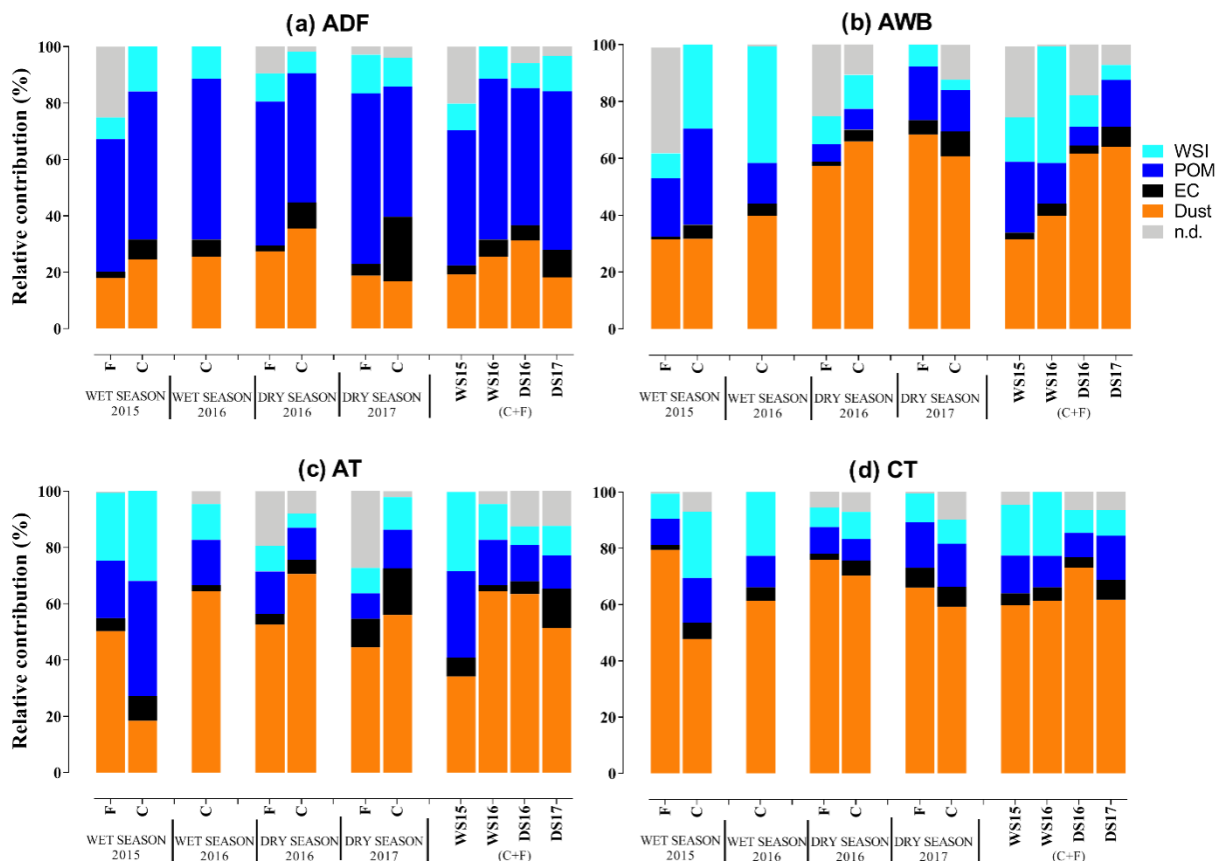 (a) ADF
Relative contribution (%)
100
80
60
40
20
0
F
C
C
F
C
F
C
WS15
WS16
DS16
DS17
WET SEASON
2015
WET SEASON
2016
DRY SEASON
2016
DRY SEASON
2017
(C+F)
(b) AWB
100
80
60
40
20
0
F
C
C
F
C
F
C
WS15
WS16
DS16
DS17
WET SEASON
2015
WET SEASON
2016
DRY SEASON
2016
DRY SEASON
2017
(C+F)
WSI
POM
EC
Dust
n.d.
(c) AT
Relative contribution (%)
100
80
60
40
20
0
F
C
C
F
C
F
C
WS15
WS16
DS16
DS17
WET SEASON
2015
WET SEASON
2016
DRY SEASON
2016
DRY SEASON
2017
(C+F)
(d) CT
100
80
60
40
20
0
F
C
C
F
C
F
C
WS15
WS16
DS16
DS17
WET SEASON
2015
WET SEASON
2016
DRY SEASON
2016
DRY SEASON
2017
(C+F)